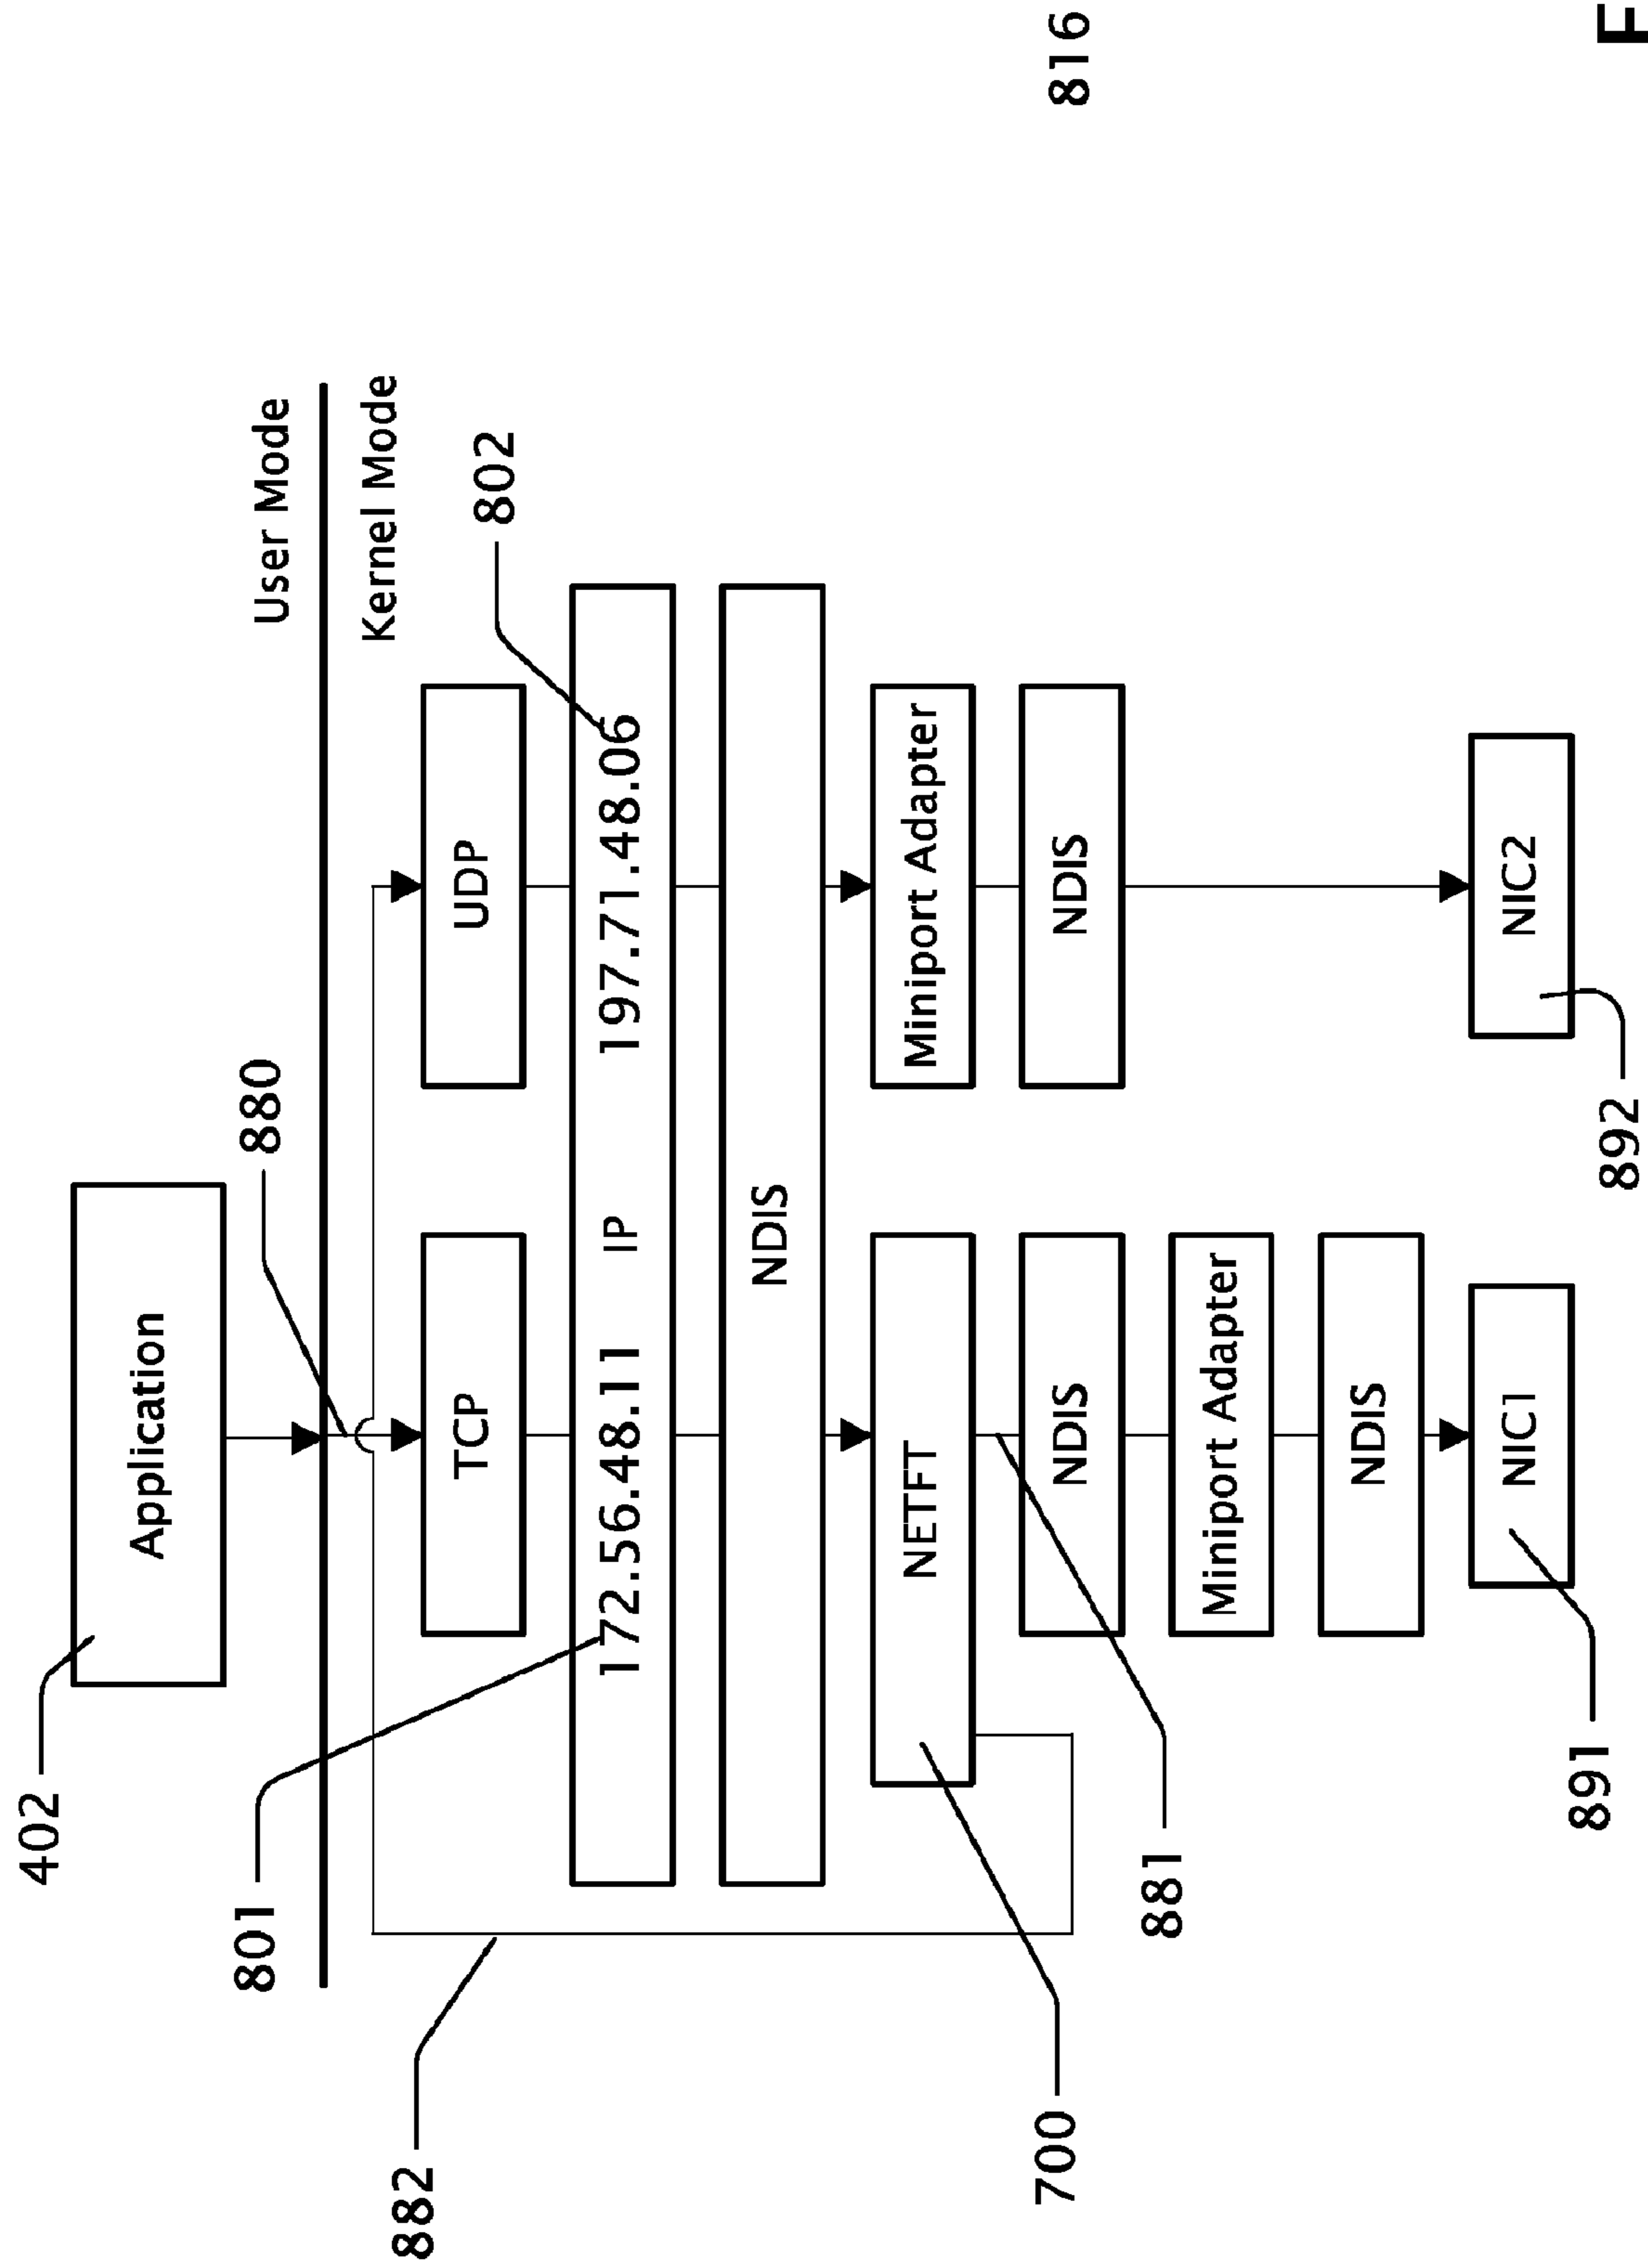 402
Application
801
880
User Mode
Kernel Mode
882
TCP
UDP
802
172.56.48.11 IP 197.71.48.06
NDIS
NETFT
Miniport Adapter
700
NDIS
NDIS
816
881
Miniport Adapter
NDIS
NIC1
NIC2
891
892
F